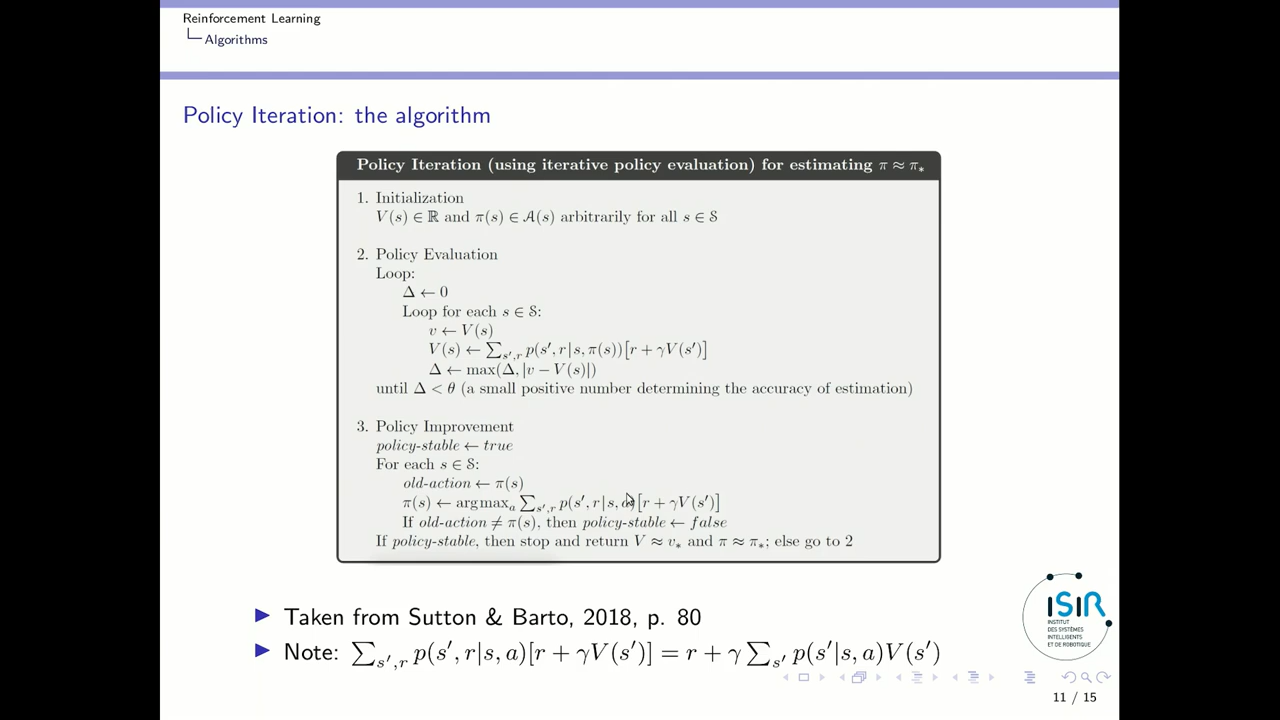 Reinforcement Learning
Algorithms
Policy Iteration: the algorithm
Policy Iteration (using iterative policy evaluation) for estimating π ≈ π∗
1. Initialization
V(s) ∈ ℝ and π(s) ∈ 𝒜(s) arbitrarily for all s ∈ 𝒮
2. Policy Evaluation
Loop:
Δ ← 0
Loop for each s ∈ 𝒮:
v ← V(s)
V(s) ← ∑s′,r p(s′, r|s, π(s))[r + γV(s′)]
Δ ← max(Δ, |v − V(s)|)
until Δ < θ (a small positive number determining the accuracy of estimation)
3. Policy Improvement
policy-stable ← true
For each s ∈ 𝒮:
old-action ← π(s)
π(s) ← argmaxa ∑s′,r p(s′, r|s, a)[r + γV(s′)]
If old-action ≠ π(s), then policy-stable ← false
If policy-stable, then stop and return V ≈ v∗ and π ≈ π∗; else go to 2
▶ Taken from Sutton & Barto, 2018, p. 80
▶ Note: ∑s′,r p(s′, r|s, a)[r + γV(s′)] = r + γ ∑s′ p(s′|s, a)V(s′)
ISIR
INSTITUT
DES SYSTÈMES
INTELLIGENTS
ET DE ROBOTIQUE
11 / 15